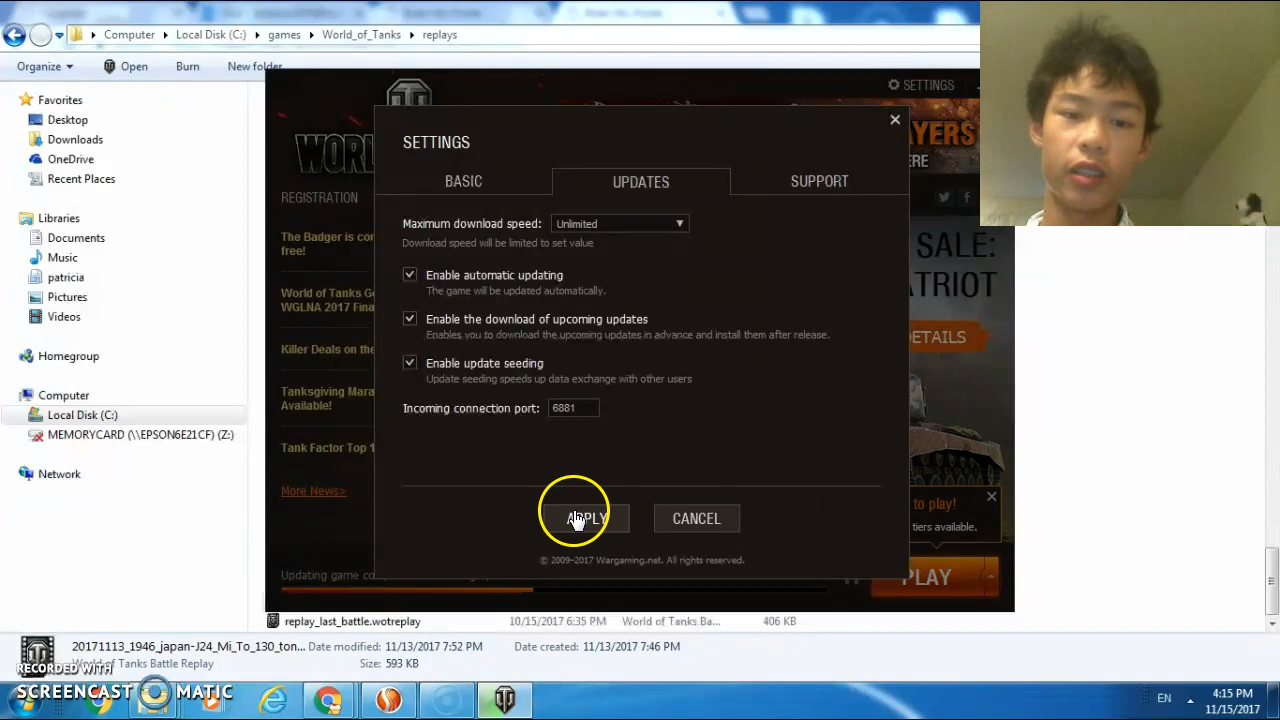 Computer Local Disk (C:) games World_of_Tanks replays
Organize Open Burn New folder
SETTINGS
Favorites
Desktop
Downloads
OneDrive
Recent Places
Libraries
Documents
Music
patricia
Pictures
Videos
Homegroup
Computer
Local Disk (C:)
MEMORYCARD (\\EPSON6E21CF) (Z:)
Network
WOR
REGISTRATION
The Badger is con
free!
World of Tanks G
WGLNA 2017 Fina
Killer Deals on the
Tanksgiving Mara
Available!
Tank Factor Top 1
More News>
SETTINGS
BASIC UPDATES SUPPORT
Maximum download speed: Unlimited
Download speed will be limited to set value
Enable automatic updating
The game will be updated automatically.
Enable the download of upcoming updates
Enables you to download the upcoming updates in advance and install them after release.
Enable update seeding
Update seeding speeds up data exchange with other users
Incoming connection port: 6881
APPLY CANCEL
© 2009–2017 Wargaming.net. All rights reserved.
AYERS
ERE
SALE:
ATRIOT
DETAILS
to play!
tiers available.
Updating game
PLAY
replay_last_battle.wotreplay 10/15/2017 6:35 PM World of Tanks Ba... 406 KB
20171113_1946_japan-J24_Mi_To_130_ton... Date modified: 11/13/2017 7:52 PM Date created: 11/13/2017 7:46 PM
World of Tanks Battle Replay Size: 593 KB
RECORDED WITH
SCREENCAST MATIC
EN
4:15 PM
11/15/2017